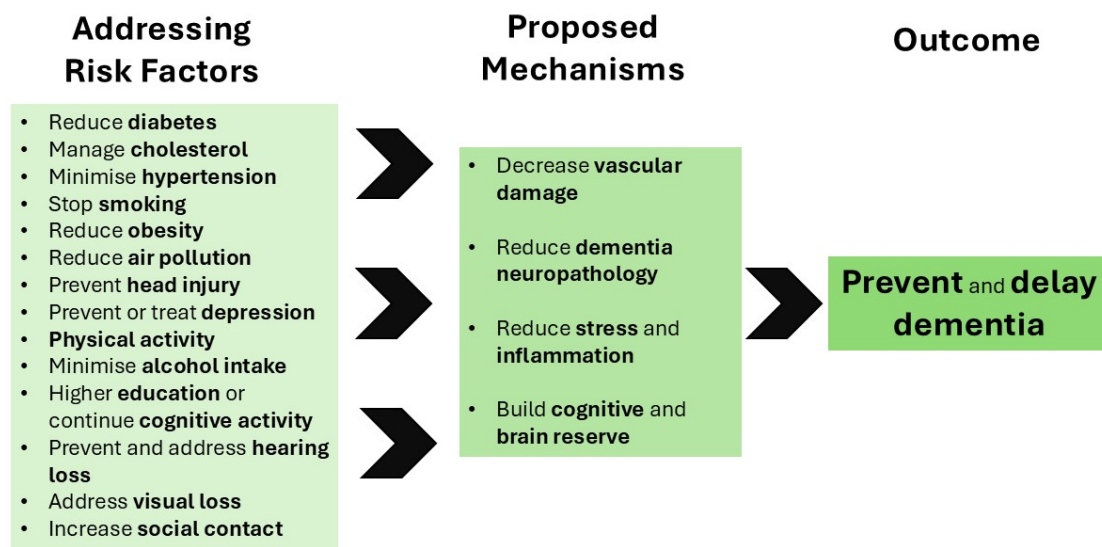 Addressing
Risk Factors
• Reduce diabetes
• Manage cholesterol
• Minimise hypertension
• Stop smoking
• Reduce obesity
• Reduce air pollution
• Prevent head injury
• Prevent or treat depression
• Physical activity
• Minimise alcohol intake
• Higher education or
continue cognitive activity
• Prevent and address hearing
loss
• Address visual loss
• Increase social contact
Proposed
Mechanisms
• Decrease vascular
damage
• Reduce dementia
neuropathology
• Reduce stress and
inflammation
• Build cognitive and
brain reserve
Outcome
Prevent and delay
dementia